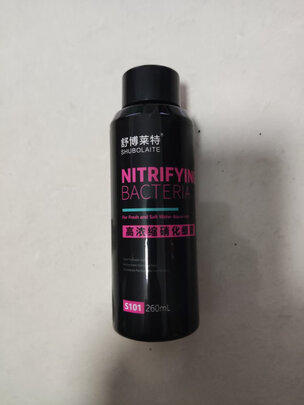 舒博莱特
SHUBOLAITE
NITRIFYING
BACTERIA
For Fresh and Salt Water Aquarium
高浓缩硝化细菌
S101 260mL